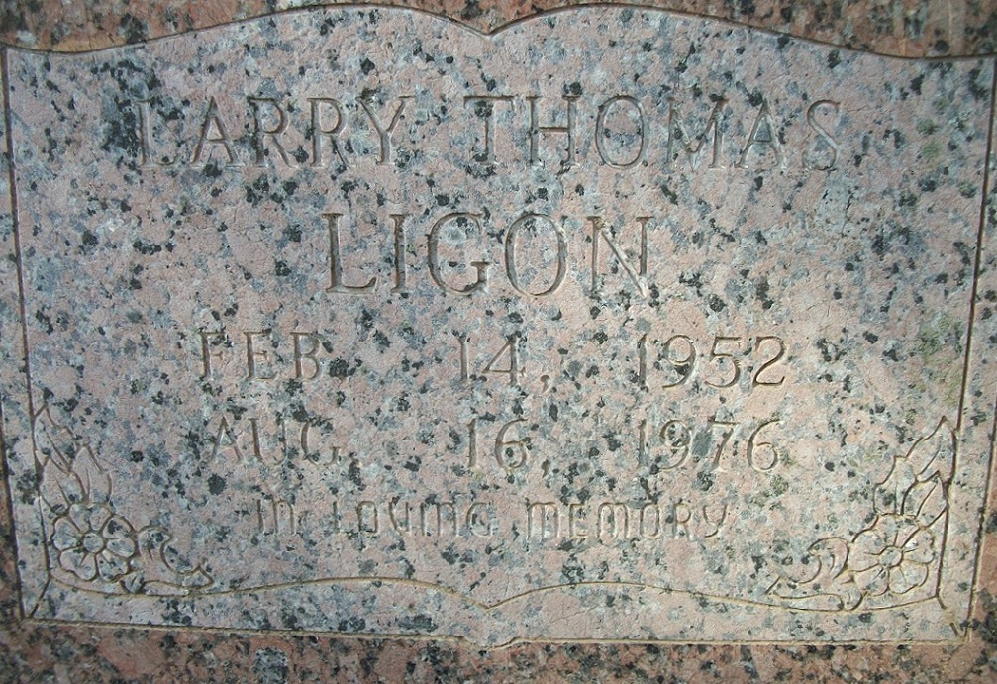 LARRY THOMAS
LIGON
FEB. 14, 1952
AUG. 16, 1976
IN LOVING MEMORY